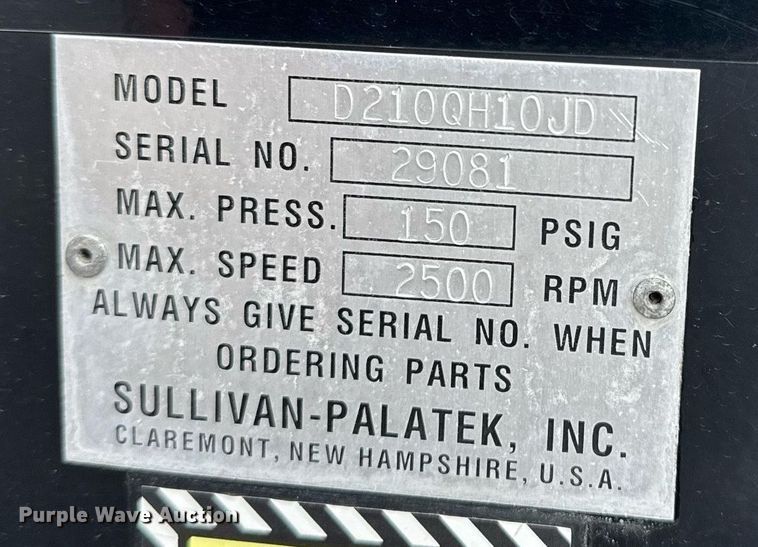 MODEL D210QH10JD
SERIAL NO. 29081
MAX. PRESS. 150 PSIG
MAX. SPEED 2500 RPM
ALWAYS GIVE SERIAL NO. WHEN
ORDERING PARTS
SULLIVAN-PALATEK, INC.
CLAREMONT, NEW HAMPSHIRE, U.S.A.
Purple Wave Auction